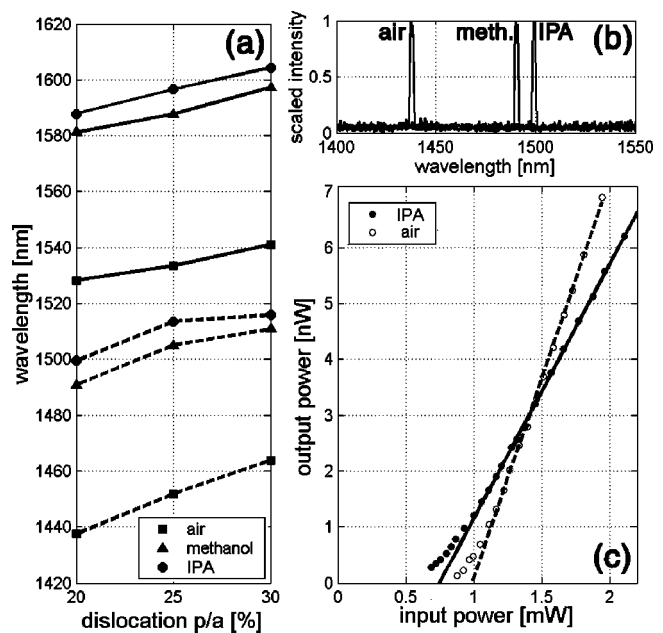 (a)
1620
1600
1580
1560
1540
1520
1500
1480
1460
1440
1420
wavelength [nm]
air
methanol
IPA
20
25
30
dislocation p/a [%]
(b)
air
meth.
IPA
1
0.5
0
scaled intensity
1400
1450
1500
1550
wavelength [nm]
7
6
5
4
3
2
1
0
output power [nW]
IPA
air
(c)
0
0.5
1
1.5
2
input power [mW]